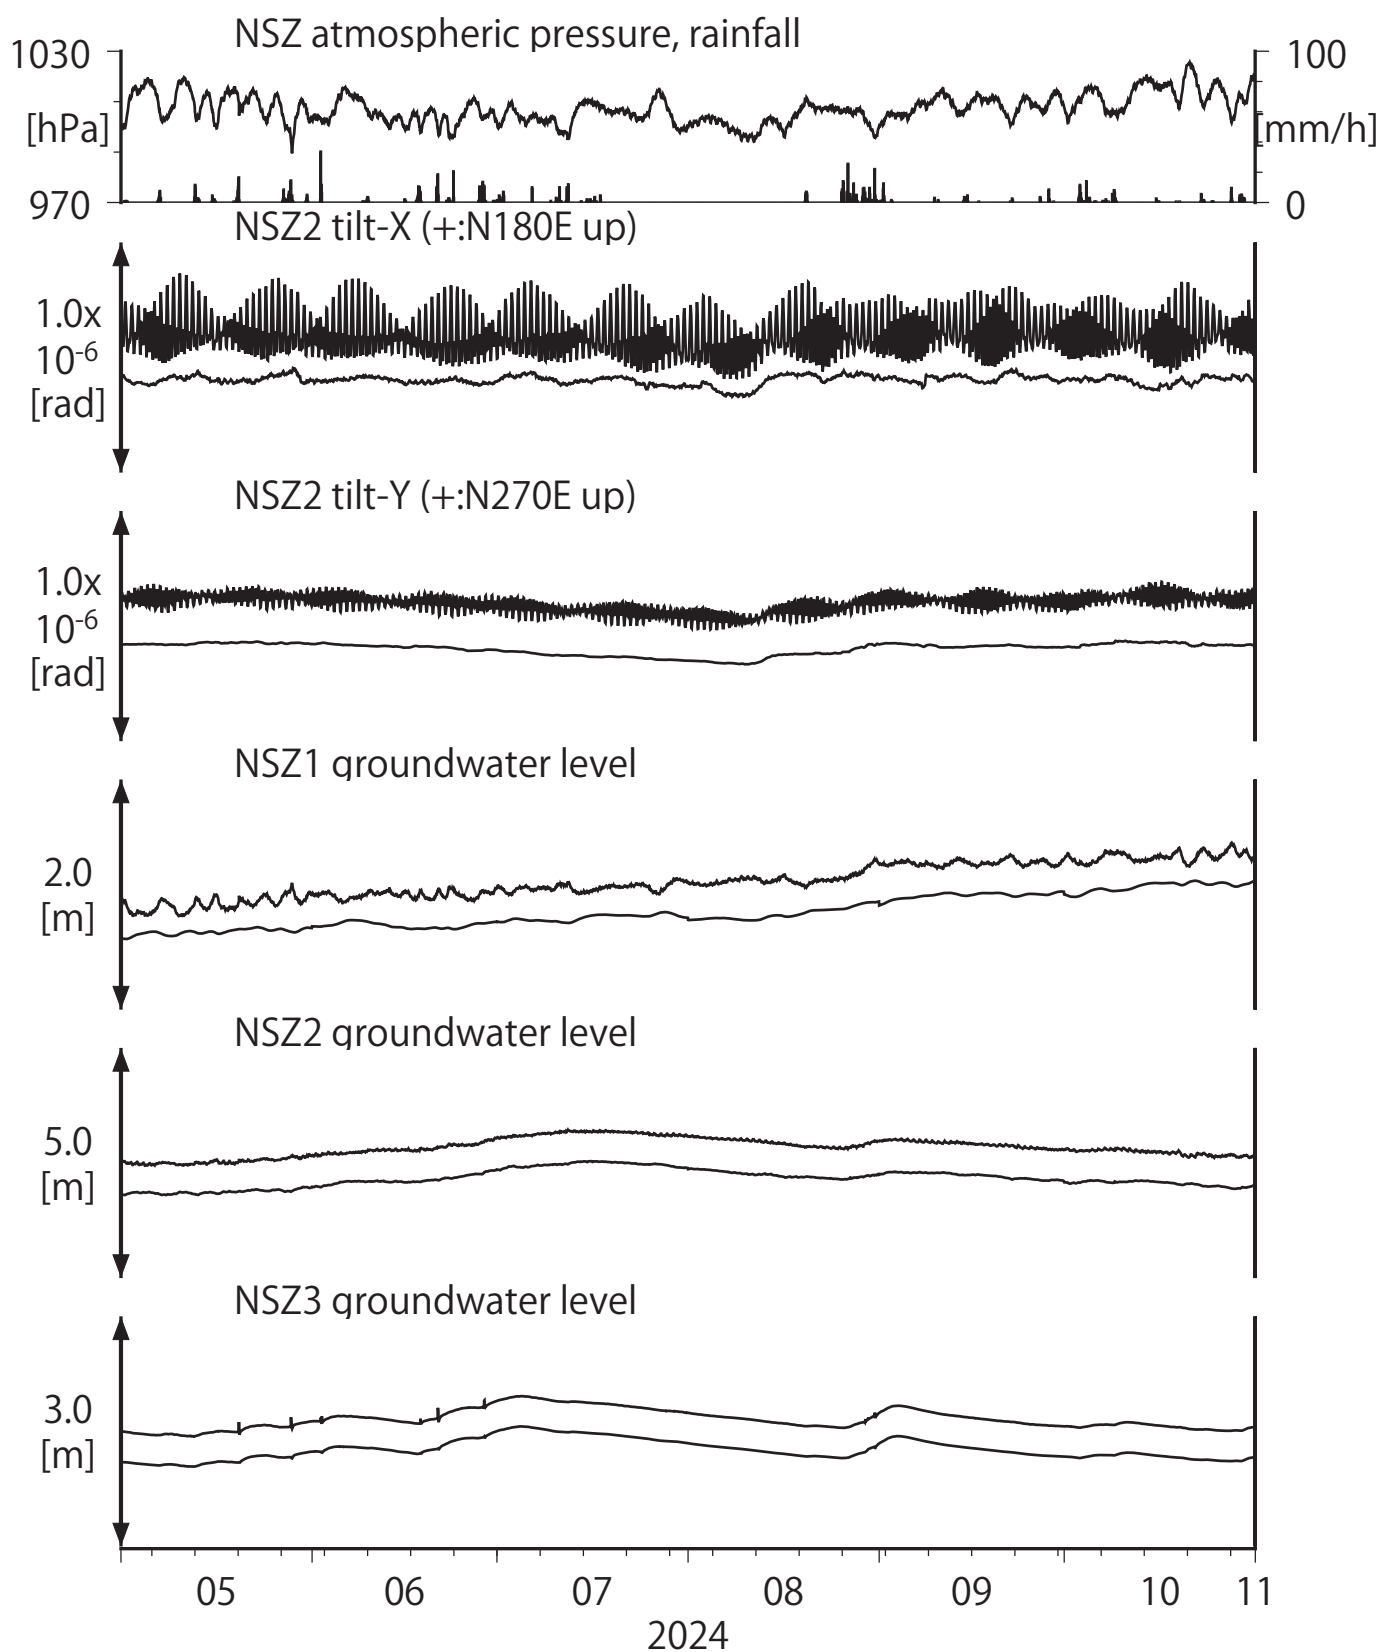 NSZ atmospheric pressure, rainfall
1030
100
[hPa]
[mm/h]
970
0
NSZ2 tilt-X (+:N180E up)
1.0x
10⁻⁶
[rad]
NSZ2 tilt-Y (+:N270E up)
1.0x
10⁻⁶
[rad]
NSZ1 groundwater level
2.0
[m]
NSZ2 groundwater level
5.0
[m]
NSZ3 groundwater level
3.0
[m]
05 06 07 08 09 10 11
2024